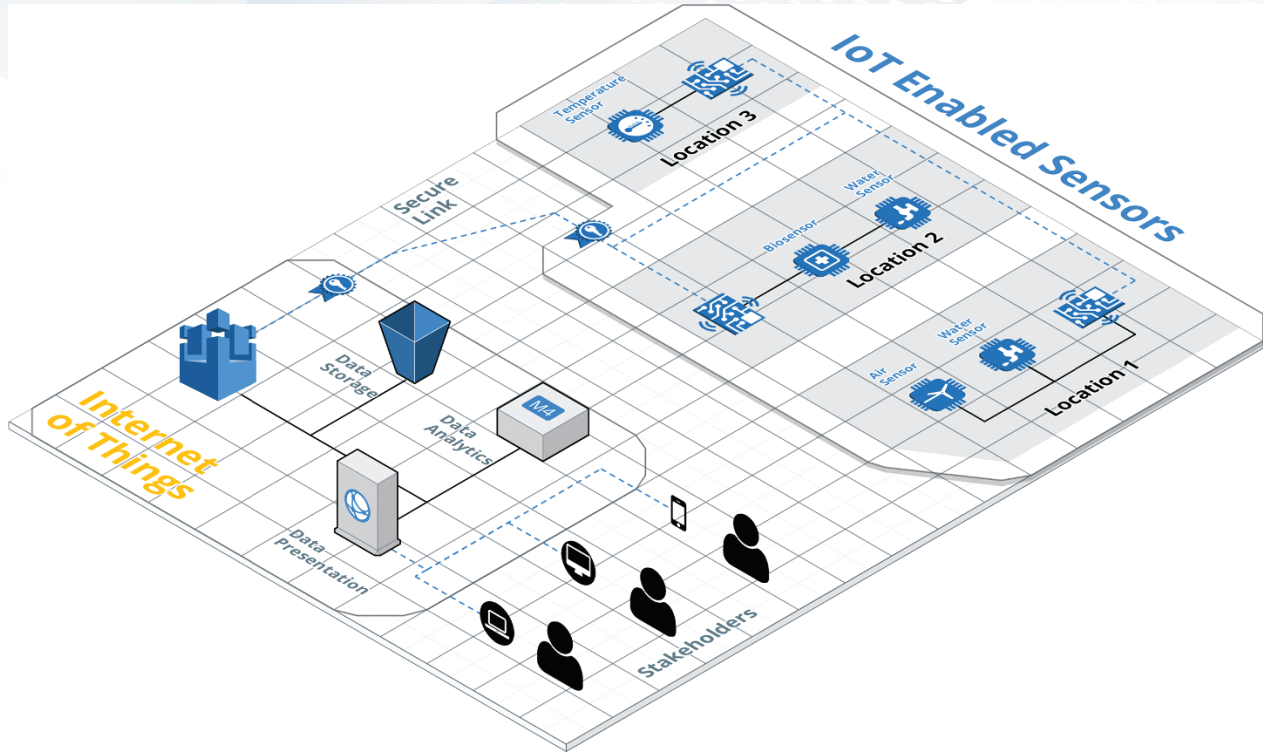 IoT Enabled Sensors
Temperature
Sensor
Location 3
Secure
Link
Water
Sensor
Biosensor
Location 2
Water
Sensor
Air
Sensor
Location 1
Data
Storage
Internet
of Things
Data
Analytics
M4
Data
Presentation
Stakeholders